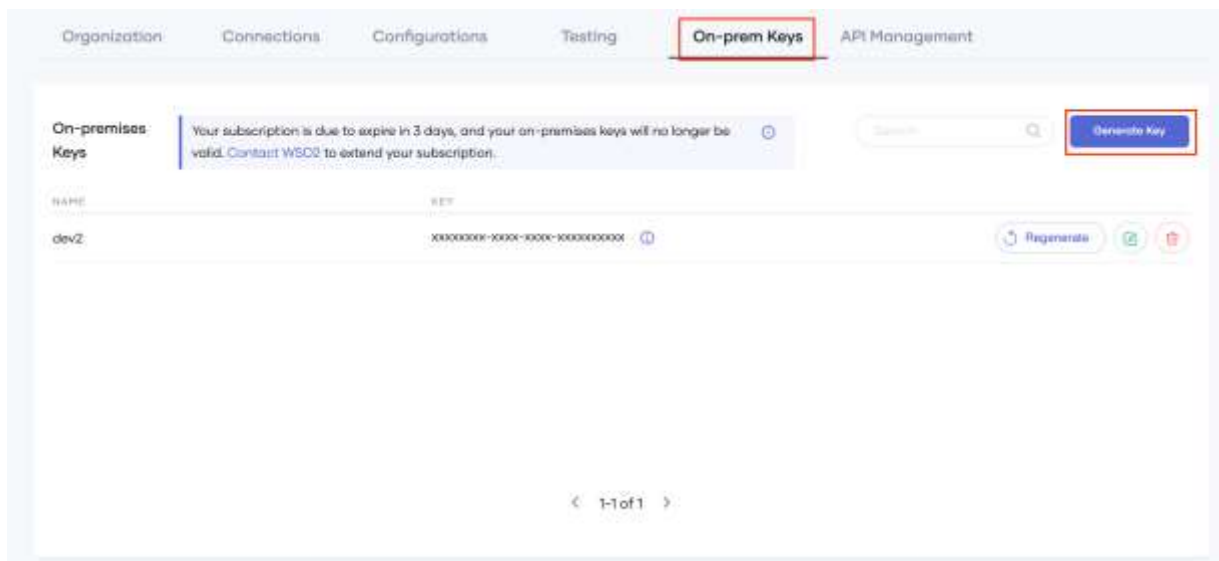 Organization Connections Configurations Testing On-prem Keys API Management
On-premises
Keys
Your subscription is due to expire in 3 days, and your on-premises keys will no longer be
valid. Contact WSO2 to extend your subscription.
Search
Generate Key
NAME KEY
dev2 xxxxxxxx-xxxx-xxxx-xxxxxxxxxx Regenerate
1-1 of 1